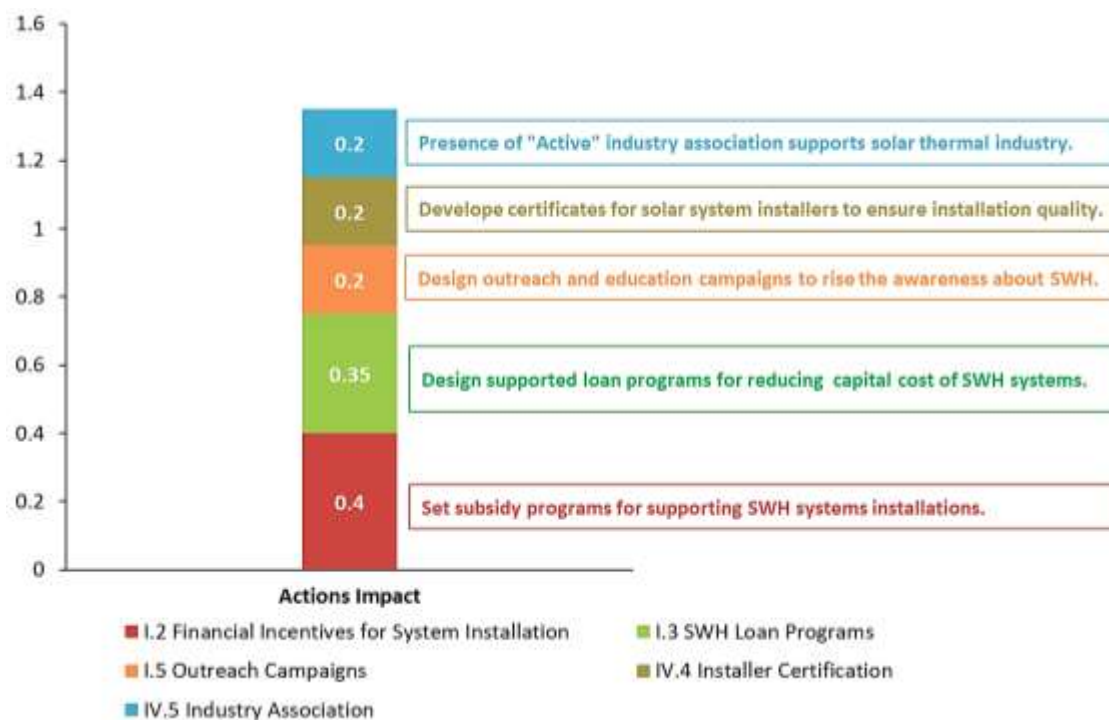 1.6
1.4
0.2 Presence of "Active" industry association supports solar thermal industry.
1.2
0.2 Develope certificates for solar system installers to ensure installation quality.
1
0.2 Design outreach and education campaigns to rise the awareness about SWH.
0.8
0.6
0.35 Design supported loan programs for reducing capital cost of SWH systems.
0.4
0.4 Set subsidy programs for supporting SWH systems installations.
0.2
0
Actions Impact
I.2 Financial Incentives for System Installation
I.3 SWH Loan Programs
I.5 Outreach Campaigns
IV.4 Installer Certification
IV.5 Industry Association